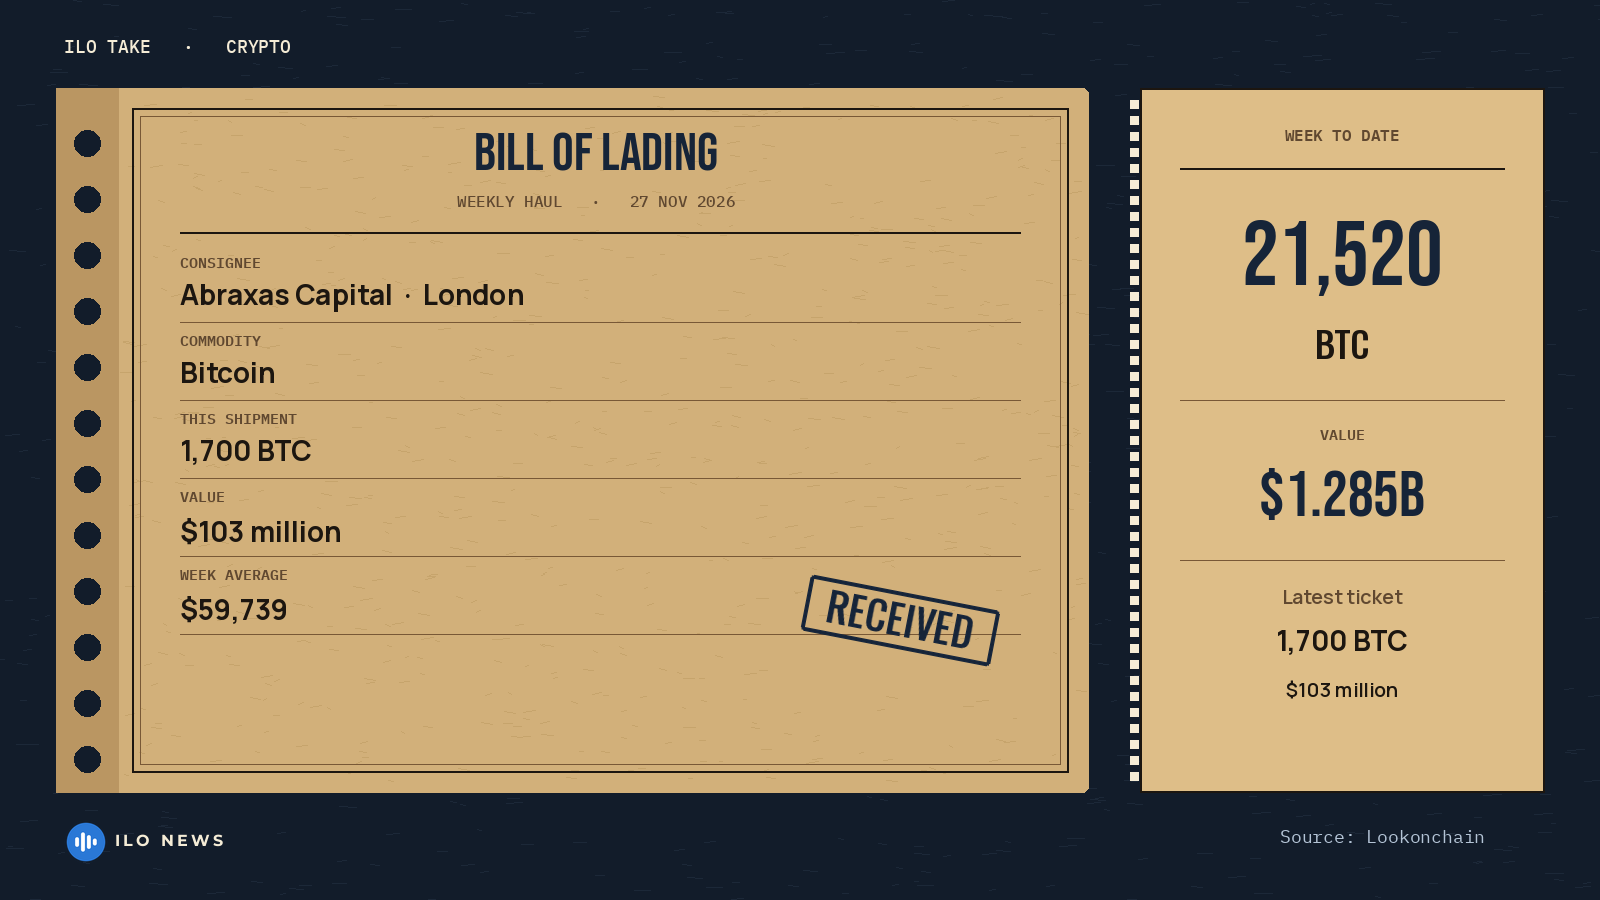 ILO TAKE · CRYPTO
BILL OF LADING
WEEKLY HAUL · 27 NOV 2026
CONSIGNEE
Abraxas Capital · London
COMMODITY
Bitcoin
THIS SHIPMENT
1,700 BTC
VALUE
$103 million
WEEK AVERAGE
$59,739
RECEIVED
WEEK TO DATE
21,520
BTC
VALUE
$1.285B
Latest ticket
1,700 BTC
$103 million
ILO NEWS
Source: Lookonchain